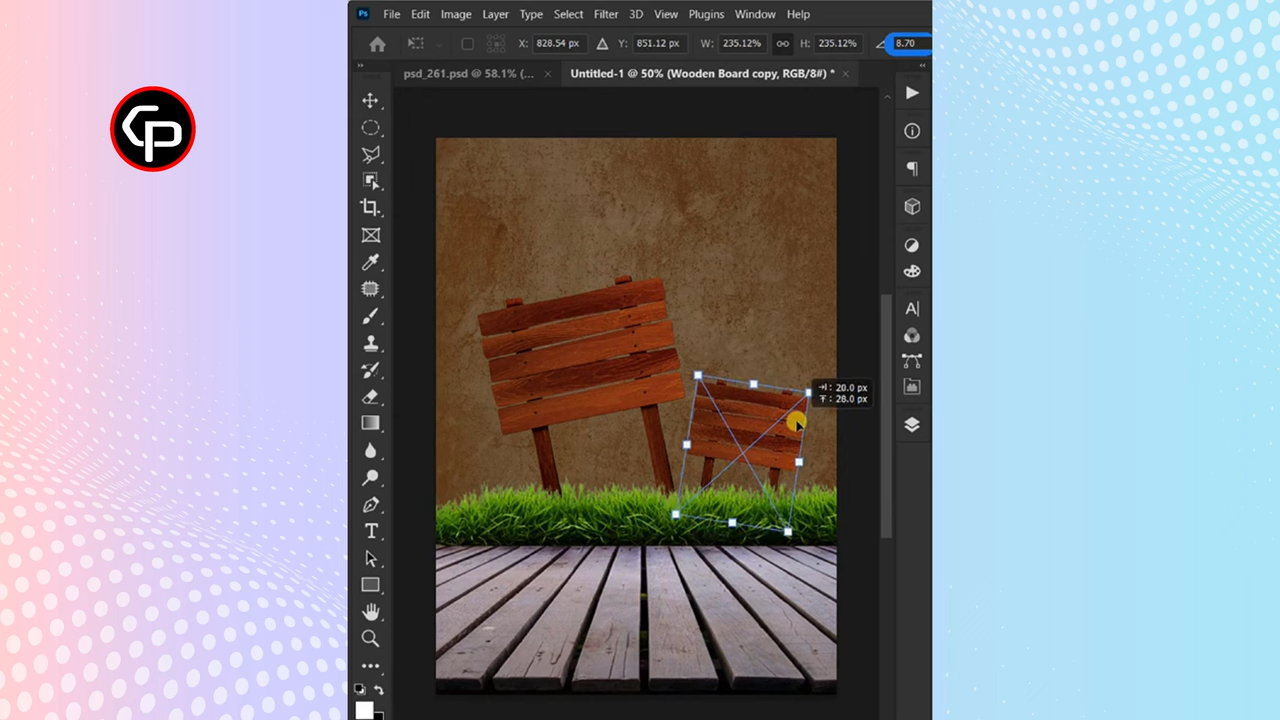 CP
Ps File Edit Image Layer Type Select Filter 3D View Plugins Window Help
X: 828.54 px Y: 851.12 px W: 235.12% H: 235.12% 8.70
psd_261.psd @ 58.1% (... × Untitled-1 @ 50% (Wooden Board copy, RGB/8#) * ×
: 20.0 px
: 28.0 px
A|
T